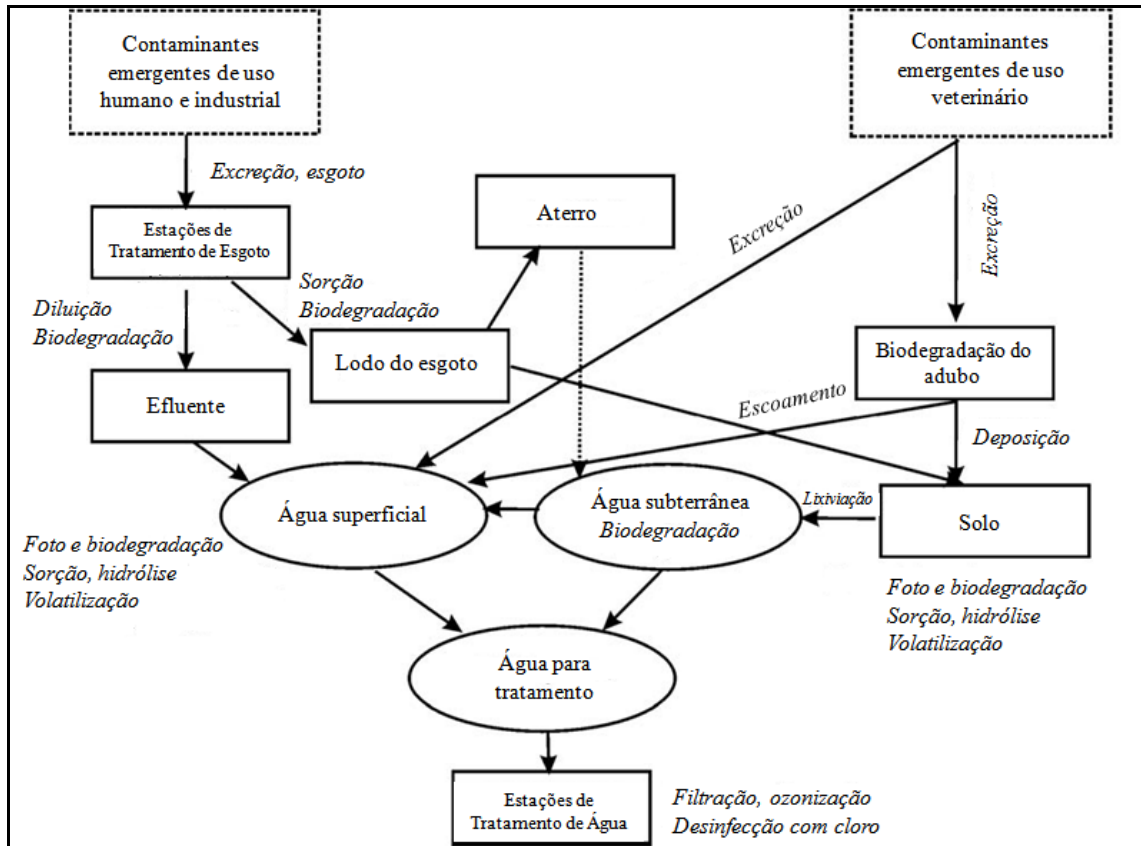 Contaminantes
emergentes de uso
humano e industrial
Contaminantes
emergentes de uso
veterinário
Excreção, esgoto
Estações de
Tratamento de Esgoto
Aterro
Excreção
Excreção
Sorção
Biodegradação
Diluição
Biodegradação
Lodo do esgoto
Biodegradação do
adubo
Efluente
Escoamento
Deposição
Água superficial
Água subterrânea
Biodegradação
Lixiviação
Solo
Foto e biodegradação
Sorção, hidrólise
Volatilização
Foto e biodegradação
Sorção, hidrólise
Volatilização
Água para
tratamento
Estações de
Tratamento de Água
Filtração, ozonização
Desinfecção com cloro